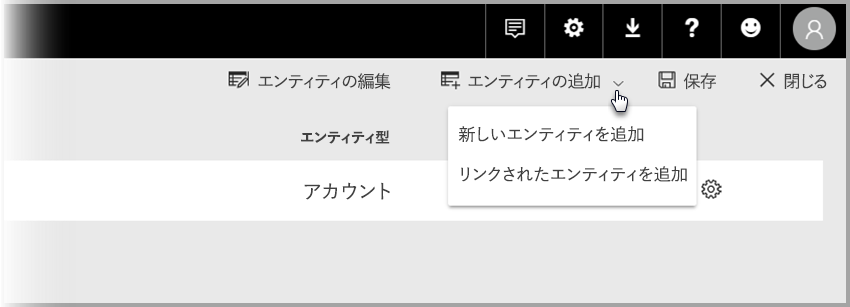 エンティティの編集 エンティティの追加 保存 閉じる
エンティティ型
新しいエンティティを追加
リンクされたエンティティを追加
アカウント